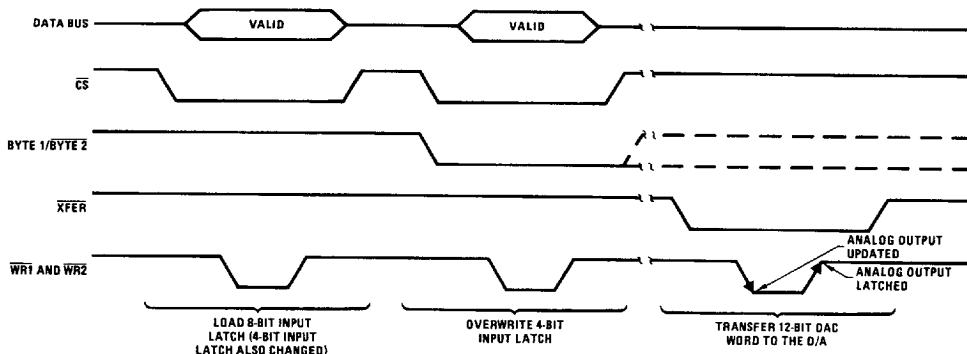 DATA BUS
VALID
VALID
CS
BYTE 1/BYTE 2
XFER
WR1 AND WR2
ANALOG OUTPUT
UPDATED
ANALOG OUTPUT
LATCHED
LOAD 8-BIT INPUT
LATCH (4-BIT INPUT
LATCH ALSO CHANGED)
OVERWRITE 4-BIT
INPUT LATCH
TRANSFER 12-BIT DAC
WORD TO THE D/A